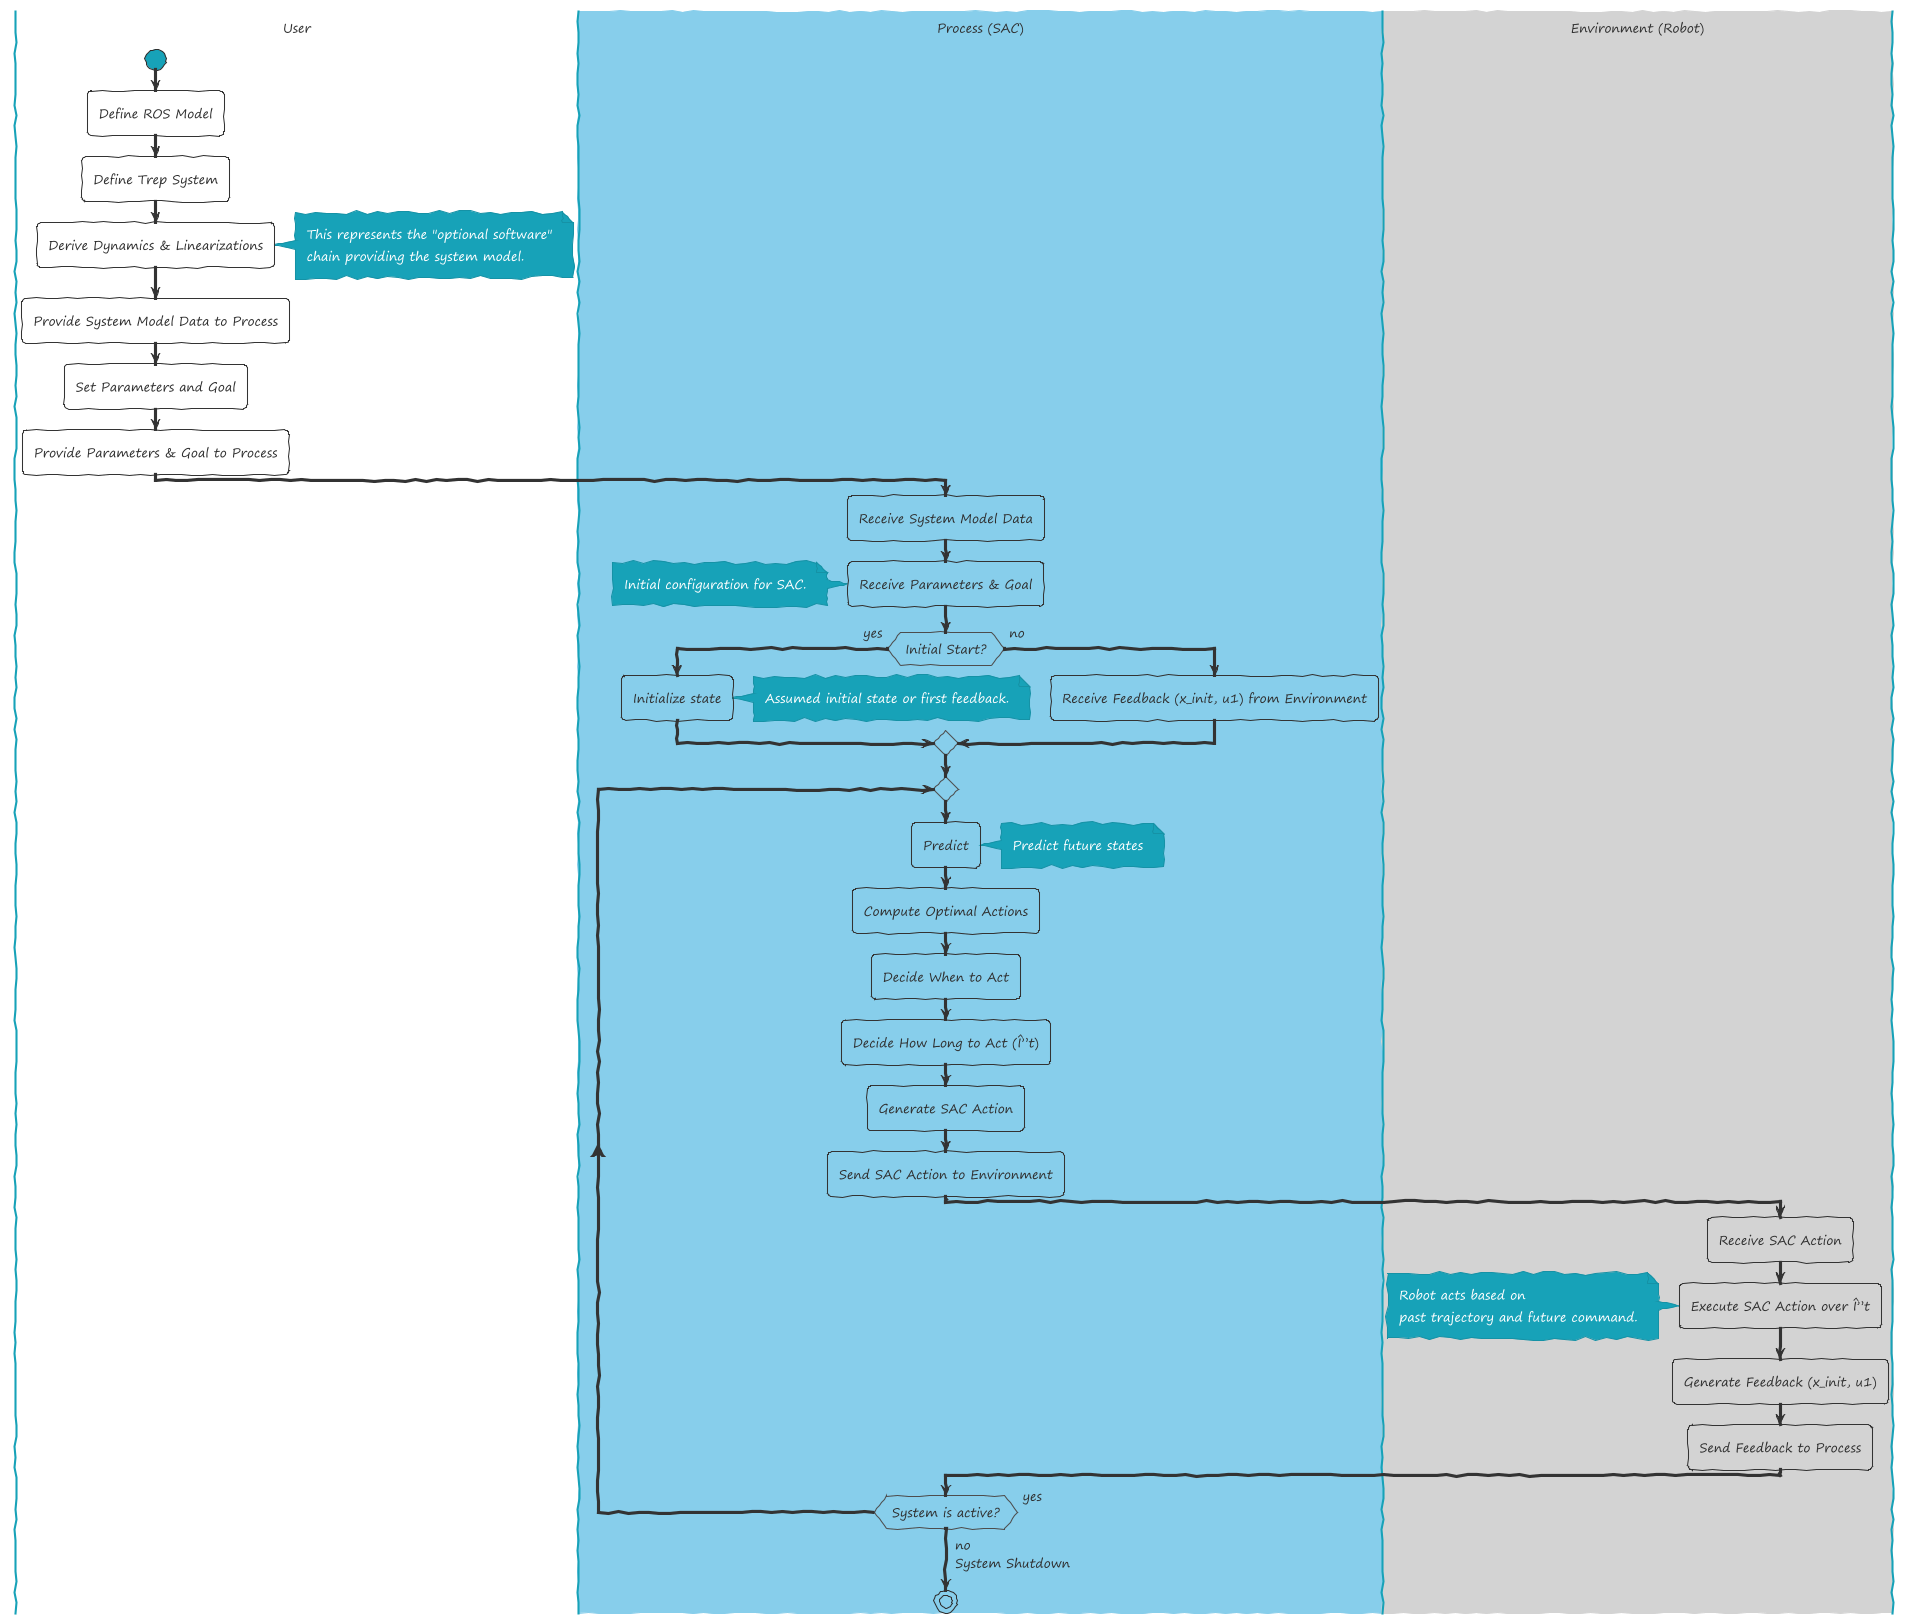 User
Process (SAC)
Environment (Robot)
Define ROS Model
Define Trep System
Derive Dynamics & Linearizations
This represents the "optional software"
chain providing the system model.
Provide System Model Data to Process
Set Parameters and Goal
Provide Parameters & Goal to Process
Receive System Model Data
Initial configuration for SAC.
Receive Parameters & Goal
yes
Initial Start?
no
Initialize state
Assumed initial state or first feedback.
Receive Feedback (x_init, u1) from Environment
Predict
Predict future states
Compute Optimal Actions
Decide When to Act
Decide How Long to Act (Î”t)
Generate SAC Action
Send SAC Action to Environment
Receive SAC Action
Robot acts based on
past trajectory and future command.
Execute SAC Action over Î”t
Generate Feedback (x_init, u1)
Send Feedback to Process
System is active?
yes
no
System Shutdown